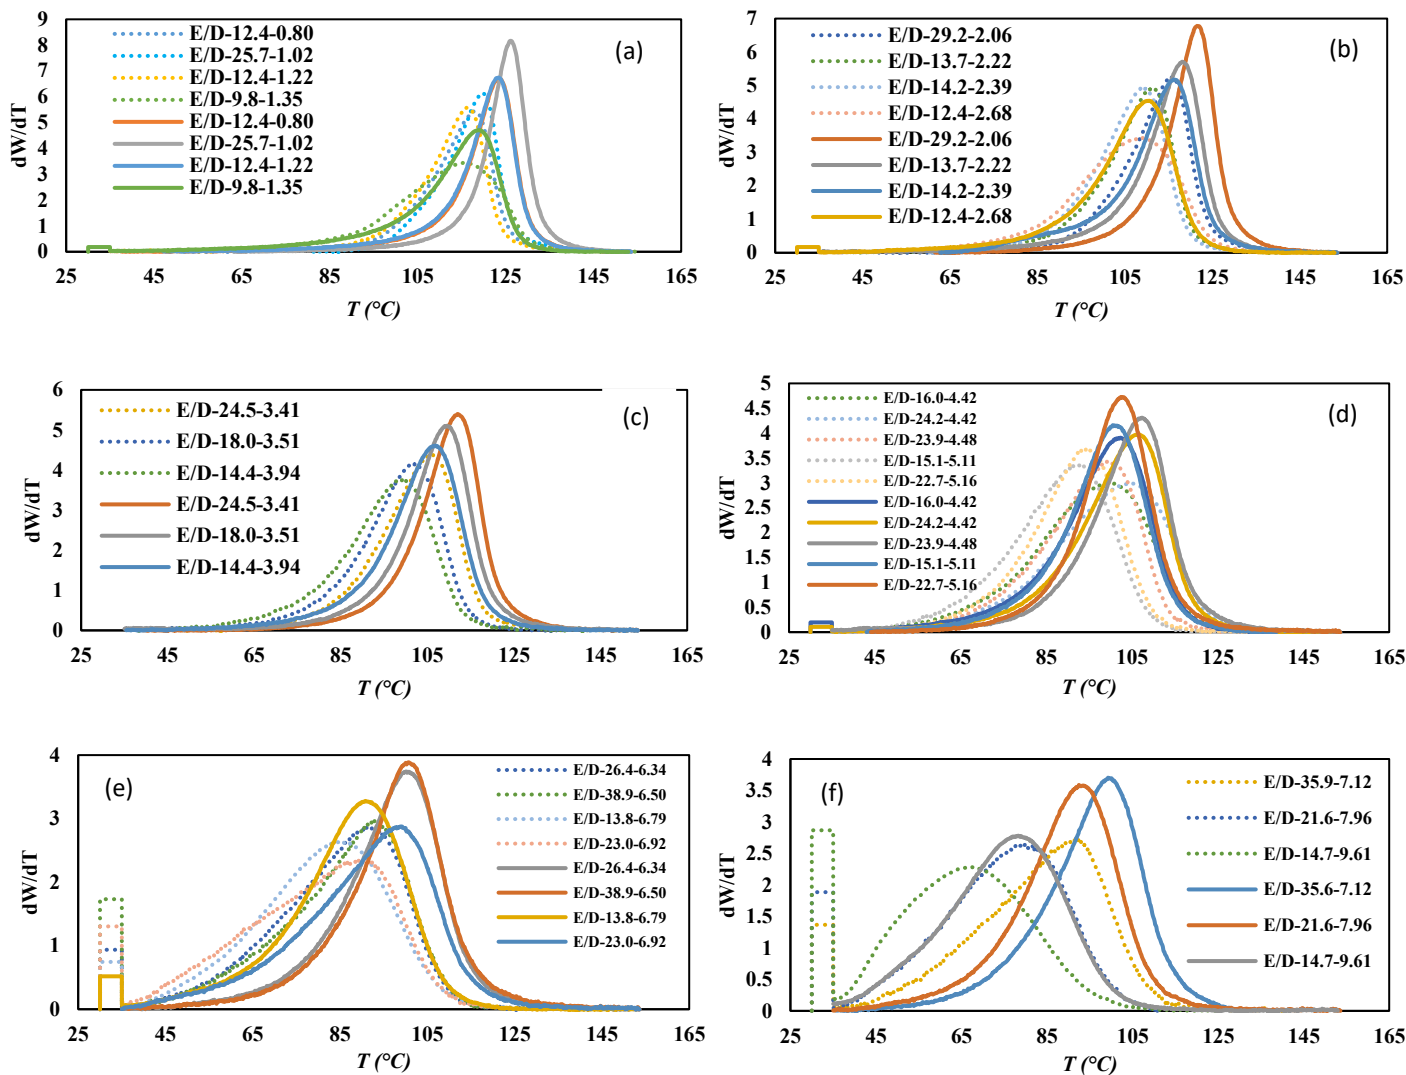 (a)
dW/dT
9
8
7
6
5
4
3
2
1
0
E/D-12.4-0.80
E/D-25.7-1.02
E/D-12.4-1.22
E/D-9.8-1.35
E/D-12.4-0.80
E/D-25.7-1.02
E/D-12.4-1.22
E/D-9.8-1.35
25 45 65 85 105 125 145 165
T (°C)
(b)
dW/dT
7
6
5
4
3
2
1
0
E/D-29.2-2.06
E/D-13.7-2.22
E/D-14.2-2.39
E/D-12.4-2.68
E/D-29.2-2.06
E/D-13.7-2.22
E/D-14.2-2.39
E/D-12.4-2.68
25 45 65 85 105 125 145 165
T (°C)
(c)
dW/dT
6
5
4
3
2
1
0
E/D-24.5-3.41
E/D-18.0-3.51
E/D-14.4-3.94
E/D-24.5-3.41
E/D-18.0-3.51
E/D-14.4-3.94
25 45 65 85 105 125 145 165
T (°C)
(d)
dW/dT
5
4.5
4
3.5
3
2.5
2
1.5
1
0.5
0
E/D-16.0-4.42
E/D-24.2-4.42
E/D-23.9-4.48
E/D-15.1-5.11
E/D-22.7-5.16
E/D-16.0-4.42
E/D-24.2-4.42
E/D-23.9-4.48
E/D-15.1-5.11
E/D-22.7-5.16
25 45 65 85 105 125 145 165
T (°C)
(e)
dW/dT
4
3
2
1
0
E/D-26.4-6.34
E/D-38.9-6.50
E/D-13.8-6.79
E/D-23.0-6.92
E/D-26.4-6.34
E/D-38.9-6.50
E/D-13.8-6.79
E/D-23.0-6.92
25 45 65 85 105 125 145 165
T (°C)
(f)
dW/dT
4
3.5
3
2.5
2
1.5
1
0.5
0
E/D-35.9-7.12
E/D-21.6-7.96
E/D-14.7-9.61
E/D-35.6-7.12
E/D-21.6-7.96
E/D-14.7-9.61
25 45 65 85 105 125 145 165
T (°C)